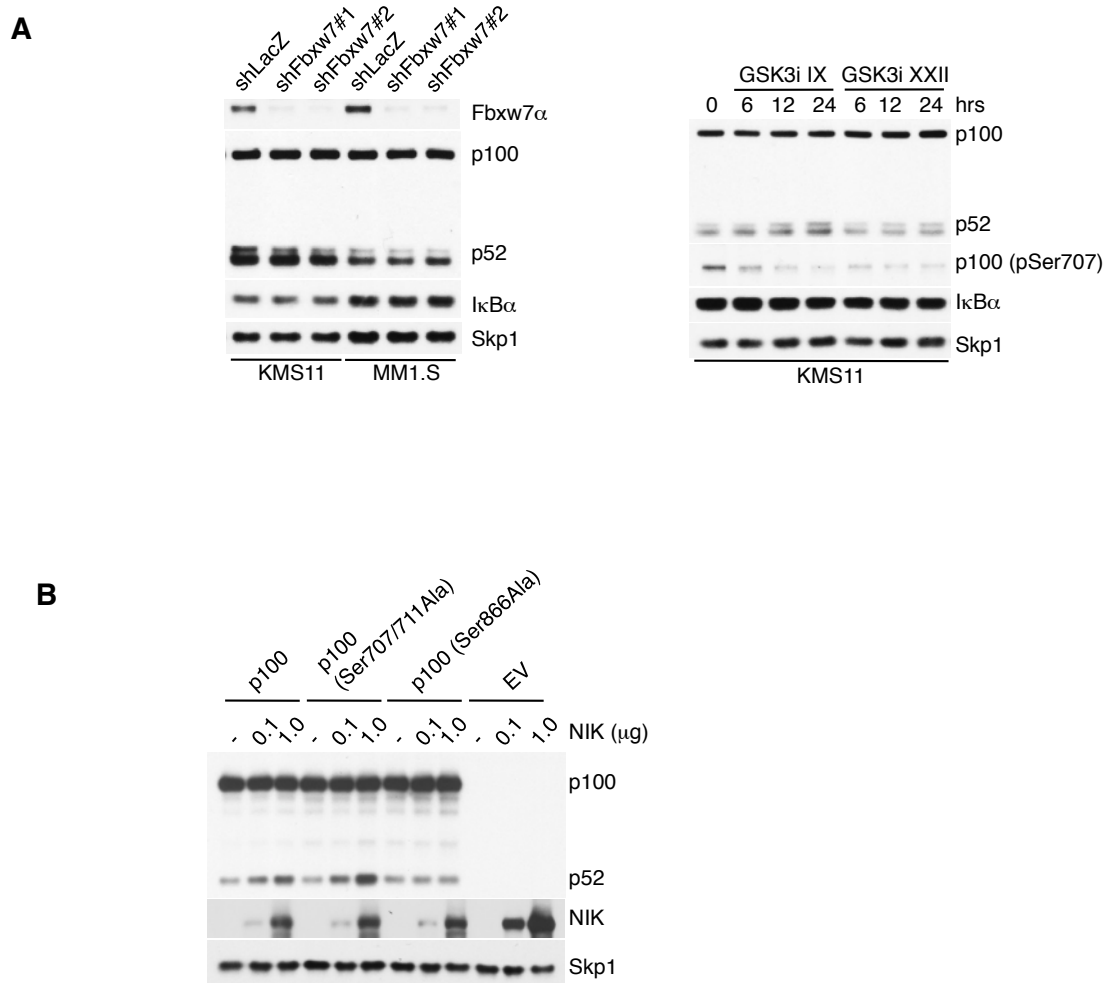 A
shLacZ shFbxw7#1 shFbxw7#2 shLacZ shFbxw7#1 shFbxw7#2
Fbxw7α
p100
p52
IκBα
Skp1
KMS11 MM1.S
GSK3i IX GSK3i XXII
0 6 12 24 6 12 24 hrs
p100
p52
p100 (pSer707)
IκBα
Skp1
KMS11
B
p100 p100 (Ser707/711Ala) p100 (Ser866Ala) EV
- 0.1 1.0 - 0.1 1.0 - 0.1 1.0 - 0.1 1.0 NIK (μg)
p100
p52
NIK
Skp1